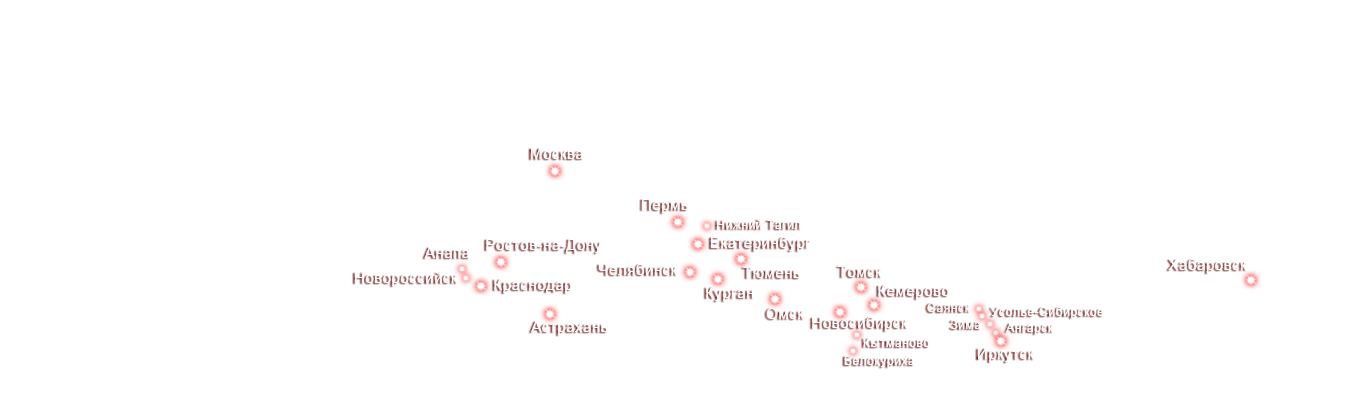 Москва
Пермь
Нижний Тагил
Екатеринбург
Ростов-на-Дону
Анапа
Хабаровск
Челябинск
Тюмень
Томск
Новороссийск
Краснодар
Курган
Кемерово
Саянск
Усолье-Сибирское
Омск
Новосибирск
Зима
Ангарск
Астрахань
Кытманово
Иркутск
Белокуриха